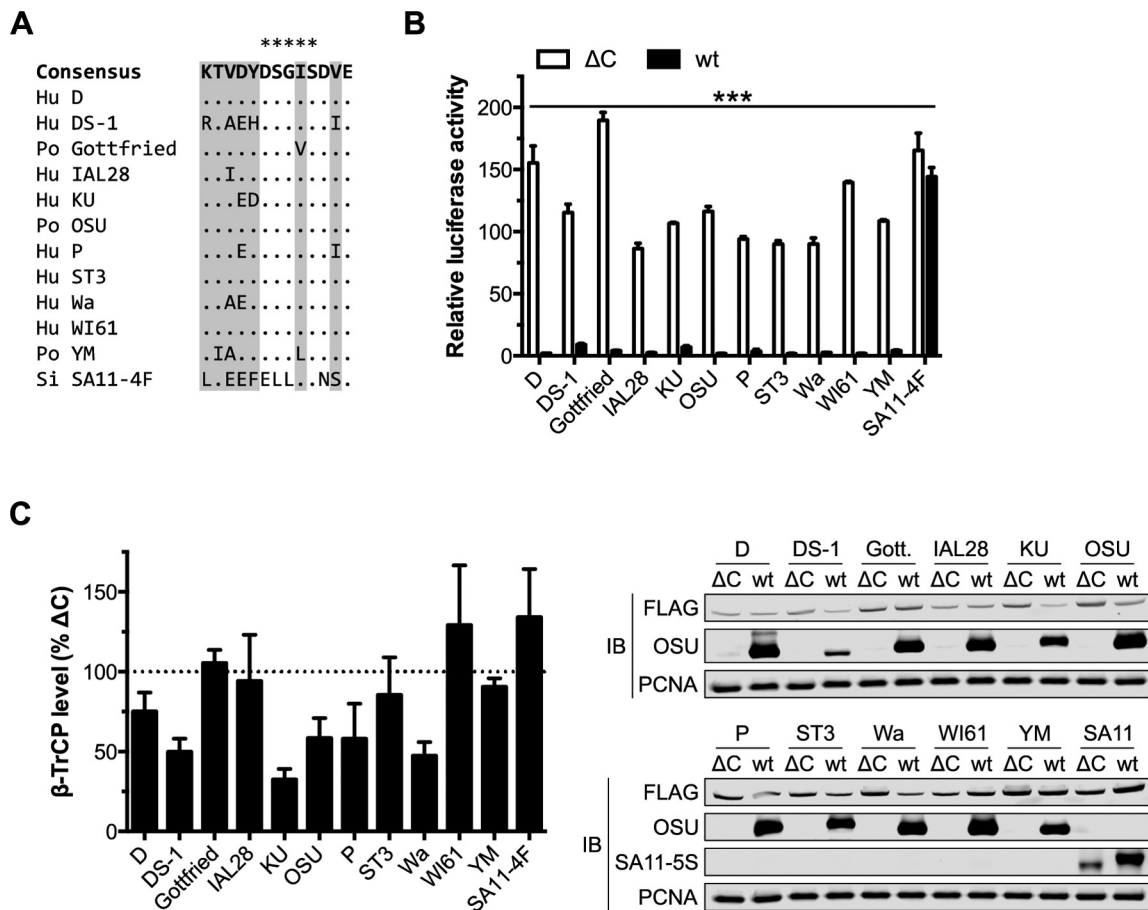 A
*****
Consensus KTVDYDSGISDVE
Hu D .............
Hu DS-1 R.AEH......I.
Po Gottfried ........V....
Hu IAL28 ..I..........
Hu KU ...ED........
Po OSU .............
Hu P ...E.......I.
Hu ST3 .............
Hu Wa ..AE.........
Hu WI61 .............
Po YM .IA.....L....
Si SA11-4F L.EEFELL..NS.
B
ΔC wt
***
Relative luciferase activity
200
150
100
50
0
D DS-1 Gottfried IAL28 KU OSU P ST3 Wa WI61 YM SA11-4F
C
β-TrCP level (% ΔC)
150
100
50
0
D DS-1 Gottfried IAL28 KU OSU P ST3 Wa WI61 YM SA11-4F
D DS-1 Gott. IAL28 KU OSU
ΔC wt ΔC wt ΔC wt ΔC wt ΔC wt ΔC wt
FLAG
IB OSU
PCNA
P ST3 Wa WI61 YM SA11
ΔC wt ΔC wt ΔC wt ΔC wt ΔC wt ΔC wt
FLAG
OSU
IB
SA11-5S
PCNA